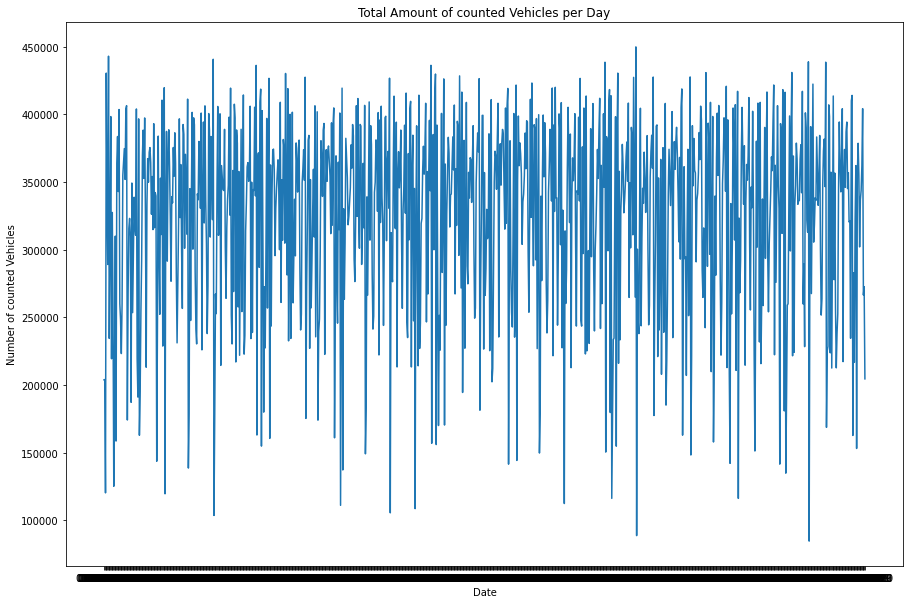 Total Amount of counted Vehicles per Day
450000
400000
350000
300000
250000
200000
150000
100000
Number of counted Vehicles
Date